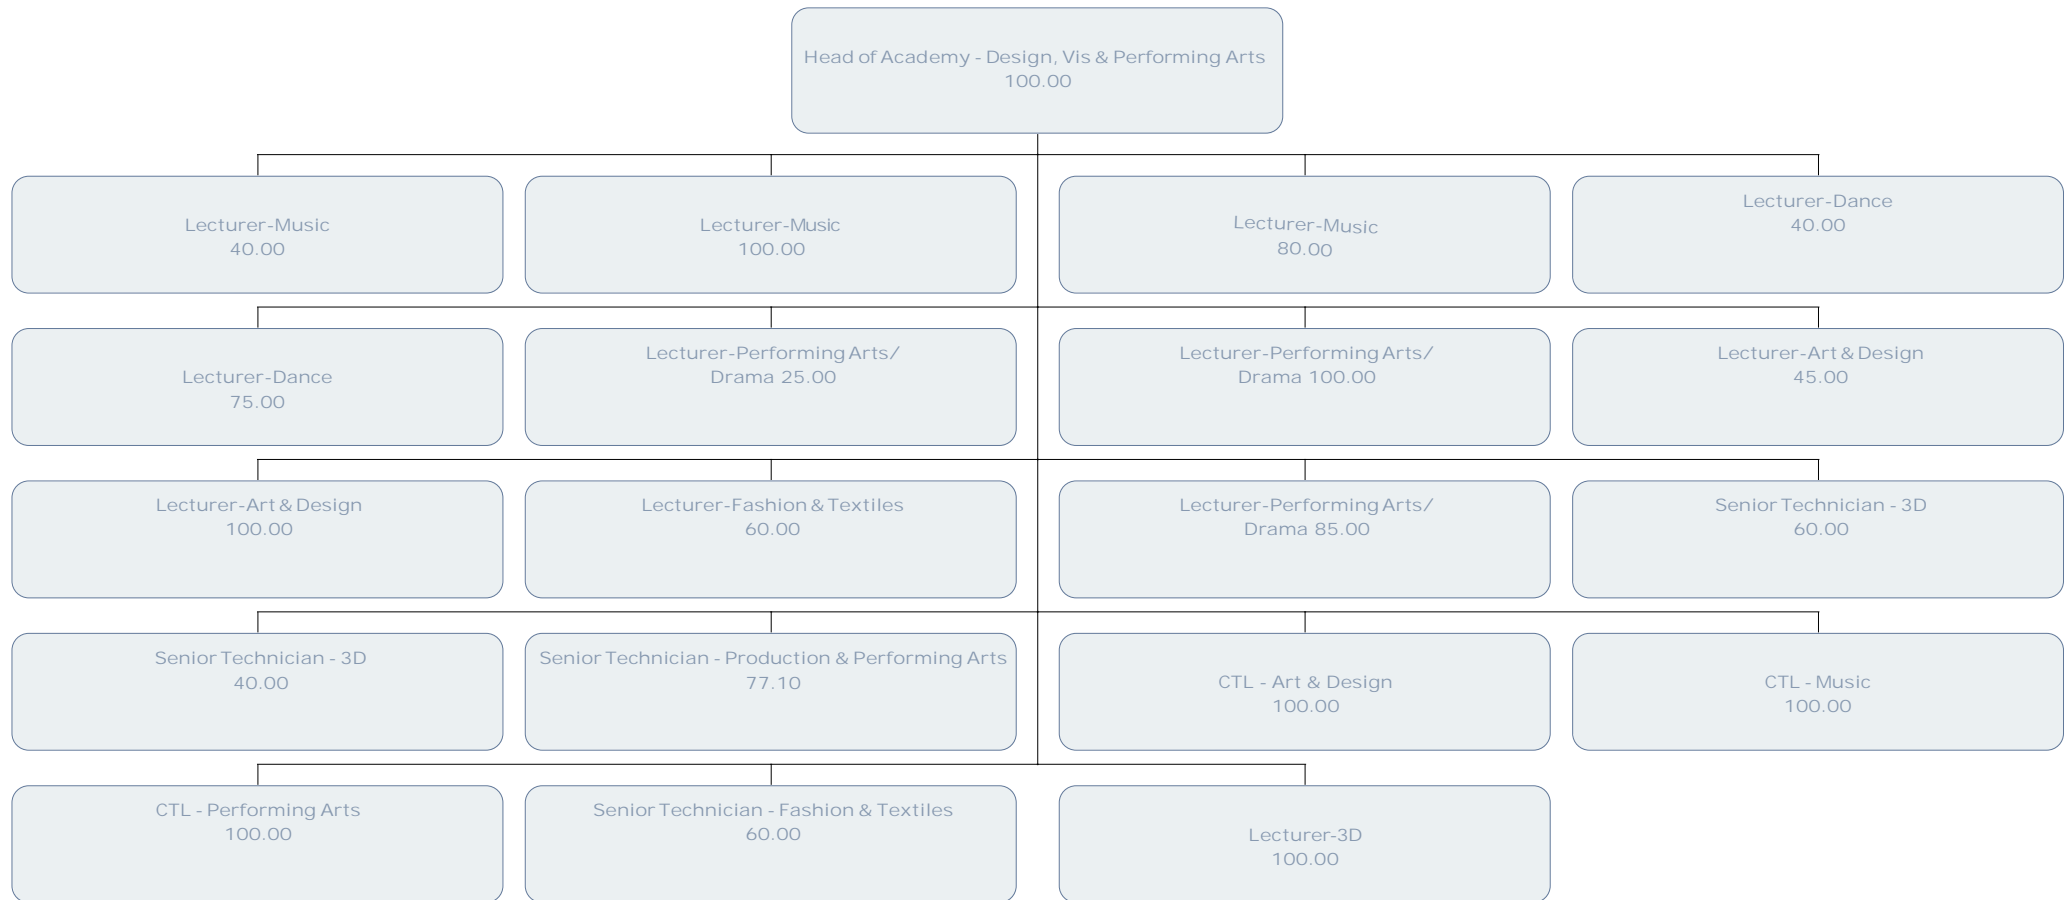 Head of Academy - Design, Vis & Performing Arts
100.00
Lecturer-Music
40.00
Lecturer-Music
100.00
Lecturer-Music
80.00
Lecturer-Dance
40.00
Lecturer-Dance
75.00
Lecturer-Performing Arts/
Drama 25.00
Lecturer-Performing Arts/
Drama 100.00
Lecturer-Art & Design
45.00
Lecturer-Art & Design
100.00
Lecturer-Fashion & Textiles
60.00
Lecturer-Performing Arts/
Drama 85.00
Senior Technician - 3D
60.00
Senior Technician - 3D
40.00
Senior Technician - Production & Performing Arts
77.10
CTL - Art & Design
100.00
CTL - Music
100.00
CTL - Performing Arts
100.00
Senior Technician - Fashion & Textiles
60.00
Lecturer-3D
100.00